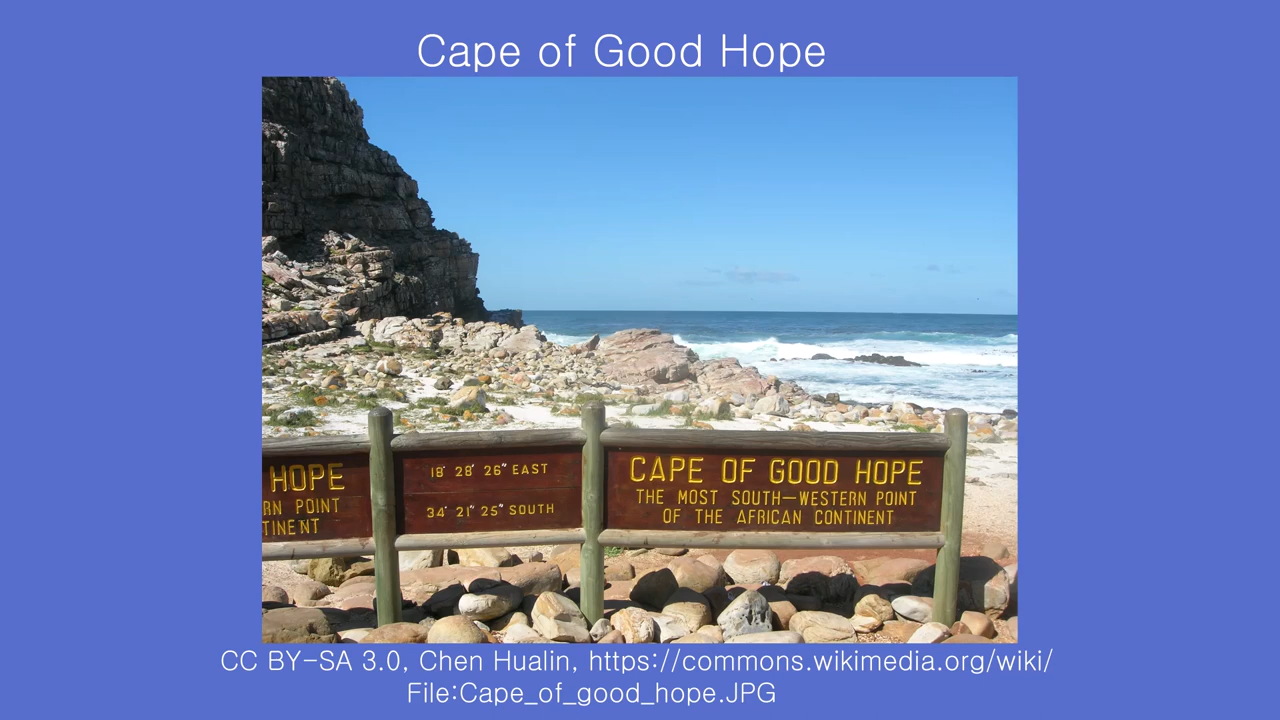 Cape of Good Hope
HOPE
RN POINT
TINENT
18' 28' 26" EAST
34' 21" 25" SOUTH
CAPE OF GOOD HOPE
THE MOST SOUTH-WESTERN POINT
OF THE AFRICAN CONTINENT
CC BY-SA 3.0, Chen Hualin, https://commons.wikimedia.org/wiki/
File:Cape_of_good_hope.JPG